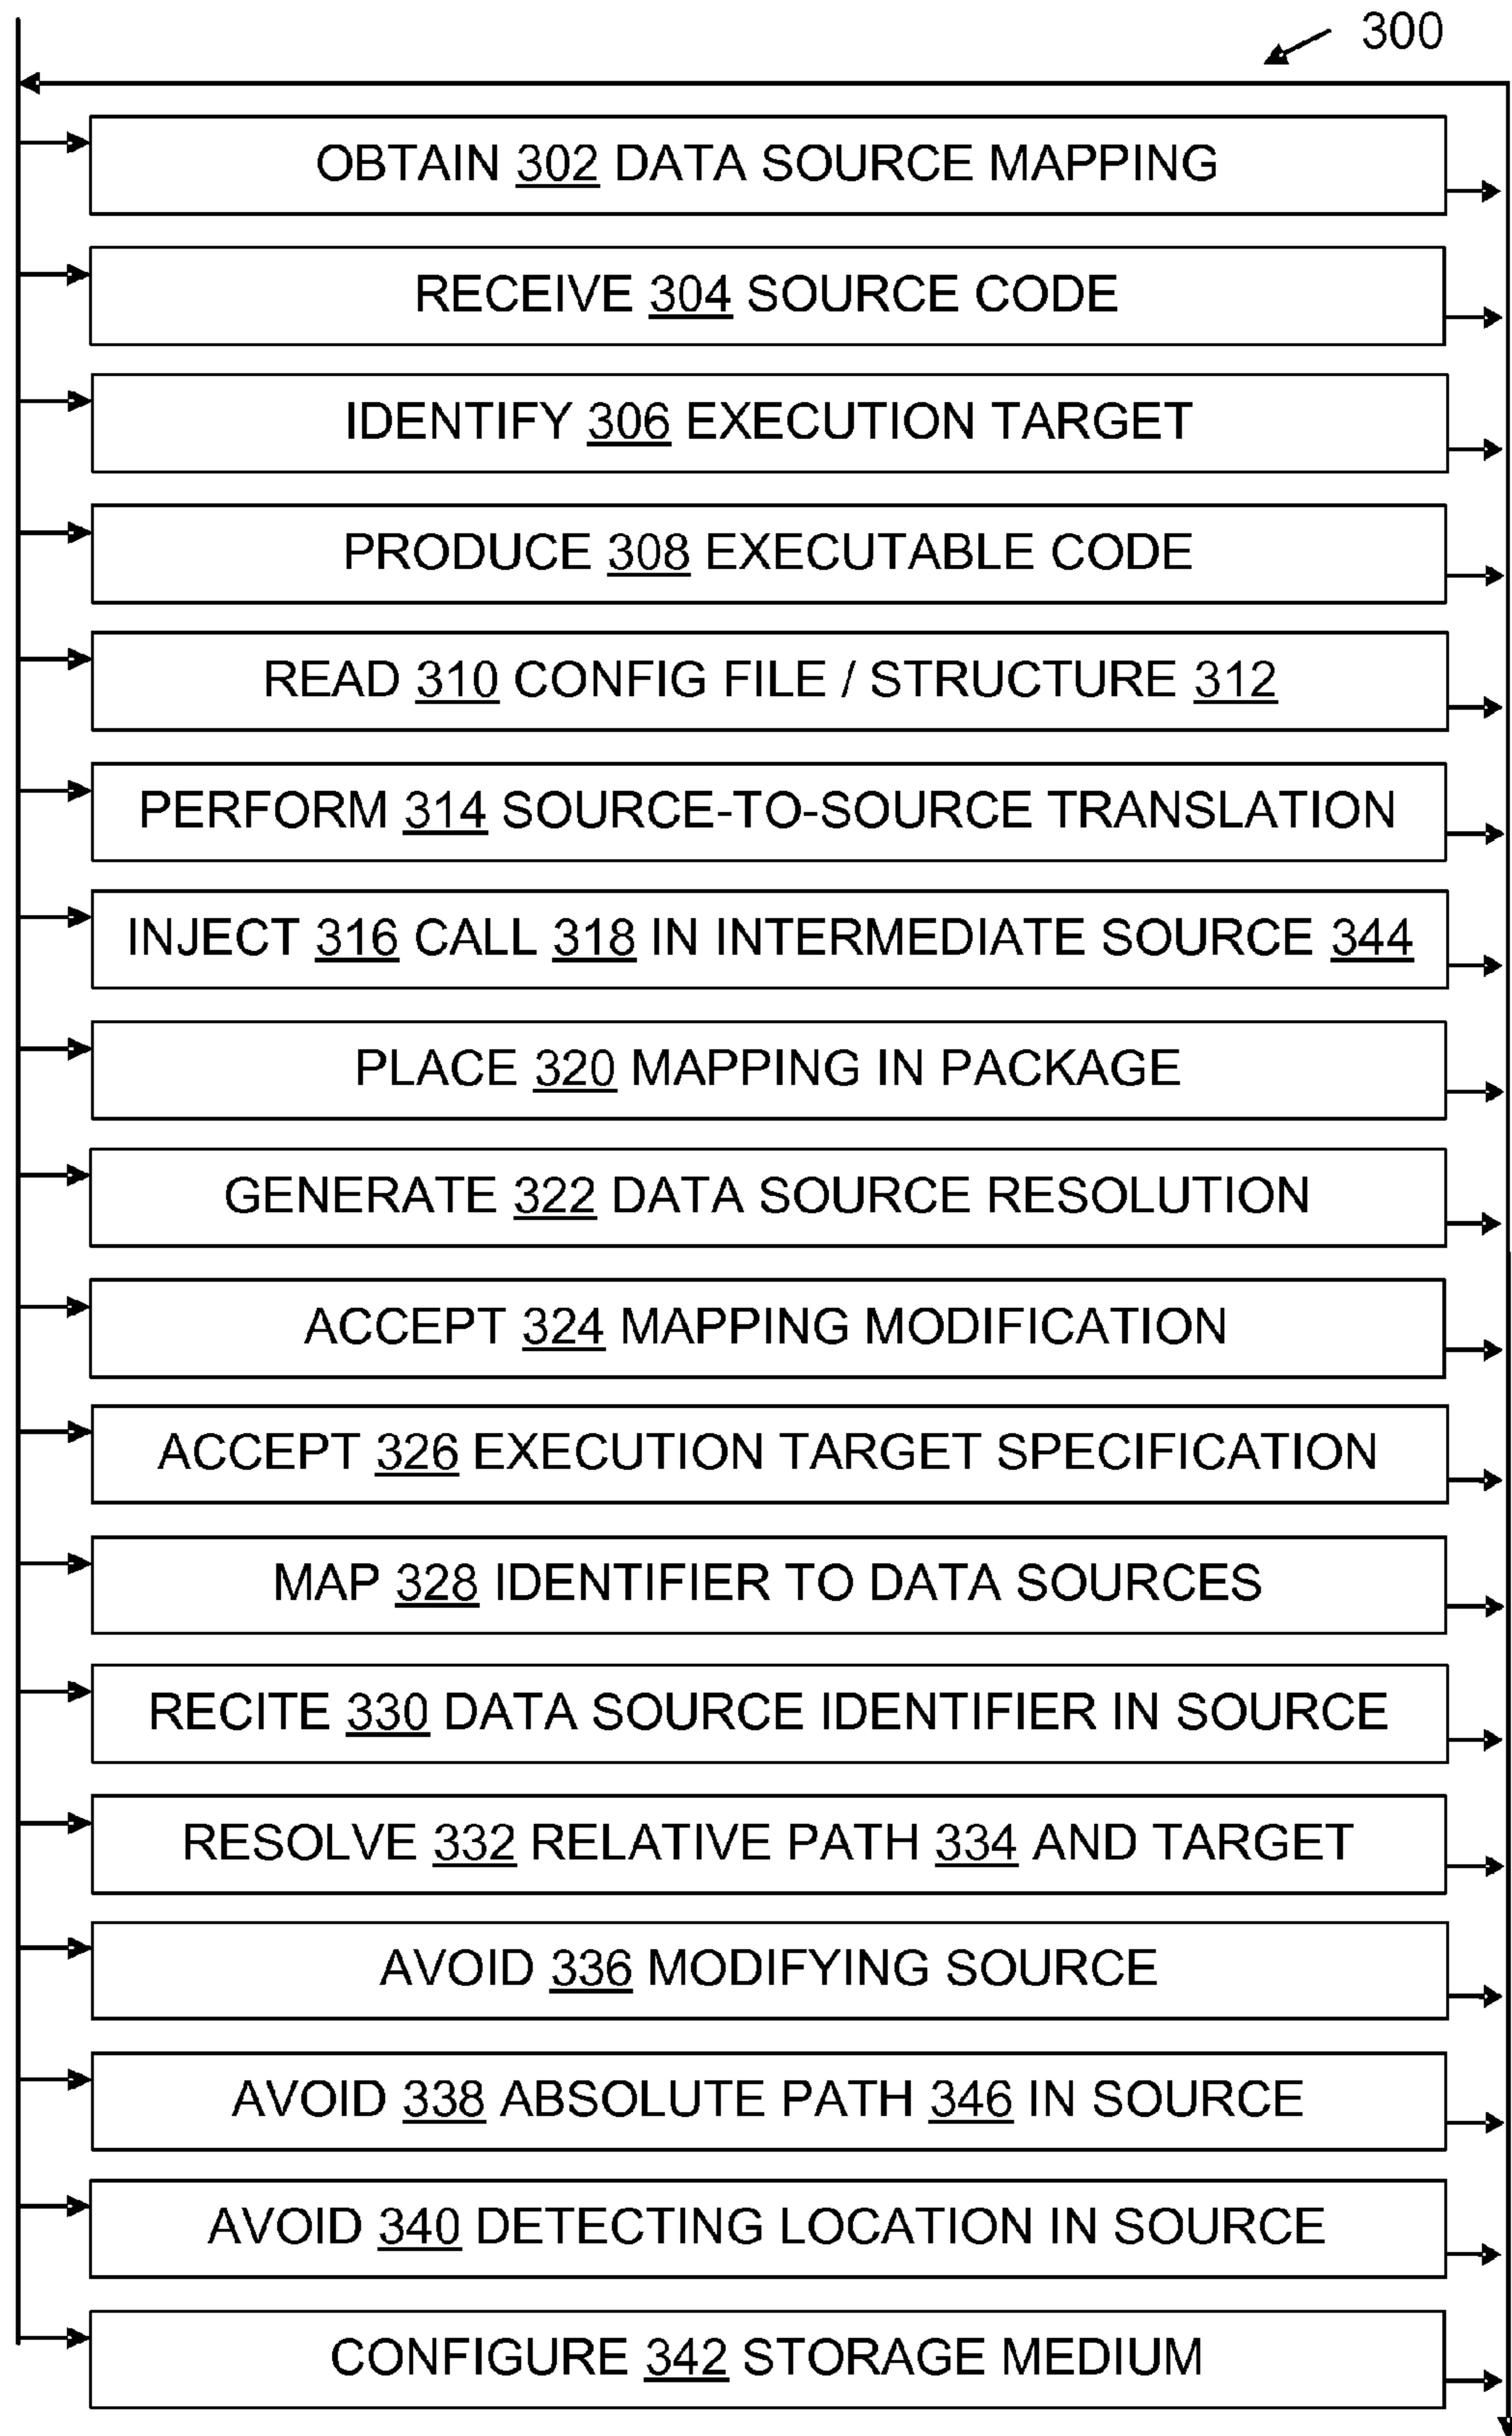 300
OBTAIN 302 DATA SOURCE MAPPING
RECEIVE 304 SOURCE CODE
IDENTIFY 306 EXECUTION TARGET
PRODUCE 308 EXECUTABLE CODE
READ 310 CONFIG FILE / STRUCTURE 312
PERFORM 314 SOURCE-TO-SOURCE TRANSLATION
INJECT 316 CALL 318 IN INTERMEDIATE SOURCE 344
PLACE 320 MAPPING IN PACKAGE
GENERATE 322 DATA SOURCE RESOLUTION
ACCEPT 324 MAPPING MODIFICATION
ACCEPT 326 EXECUTION TARGET SPECIFICATION
MAP 328 IDENTIFIER TO DATA SOURCES
RECITE 330 DATA SOURCE IDENTIFIER IN SOURCE
RESOLVE 332 RELATIVE PATH 334 AND TARGET
AVOID 336 MODIFYING SOURCE
AVOID 338 ABSOLUTE PATH 346 IN SOURCE
AVOID 340 DETECTING LOCATION IN SOURCE
CONFIGURE 342 STORAGE MEDIUM